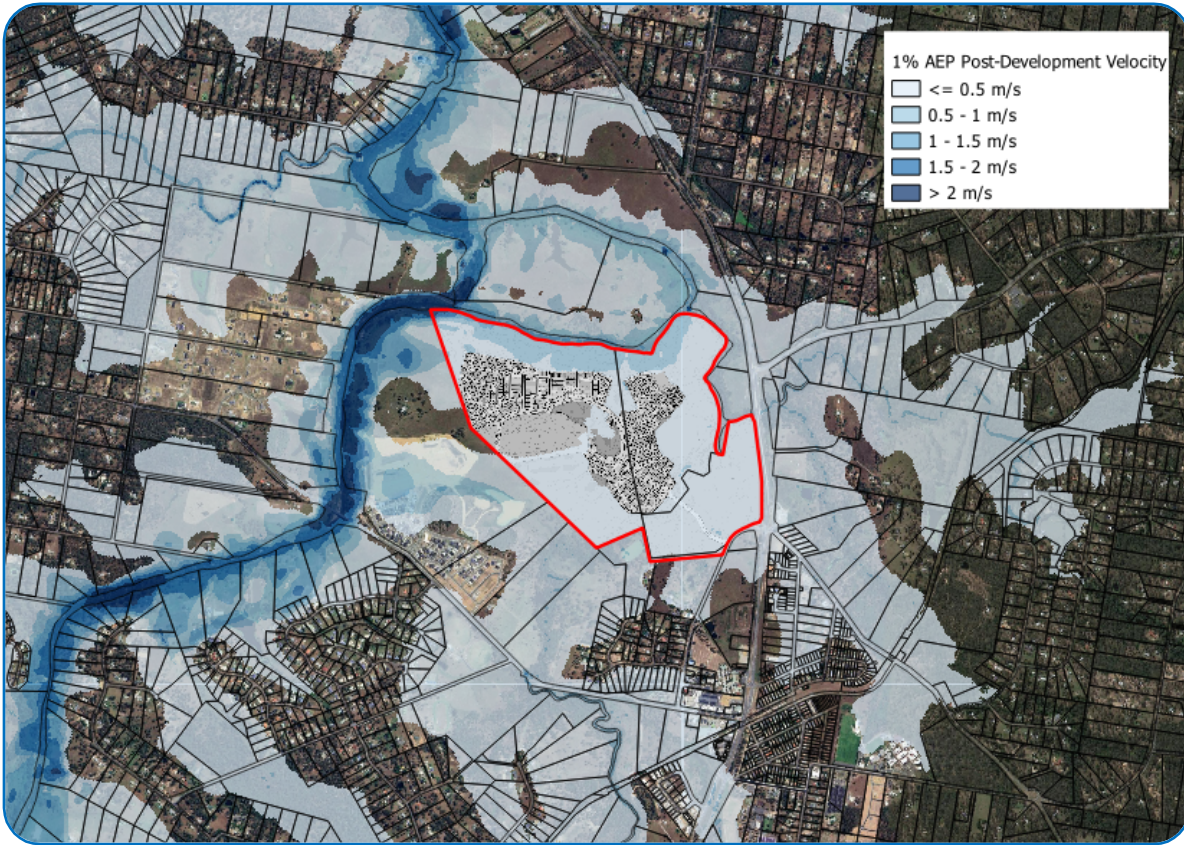 1% AEP Post-Development Velocity
<= 0.5 m/s
0.5 - 1 m/s
1 - 1.5 m/s
1.5 - 2 m/s
> 2 m/s